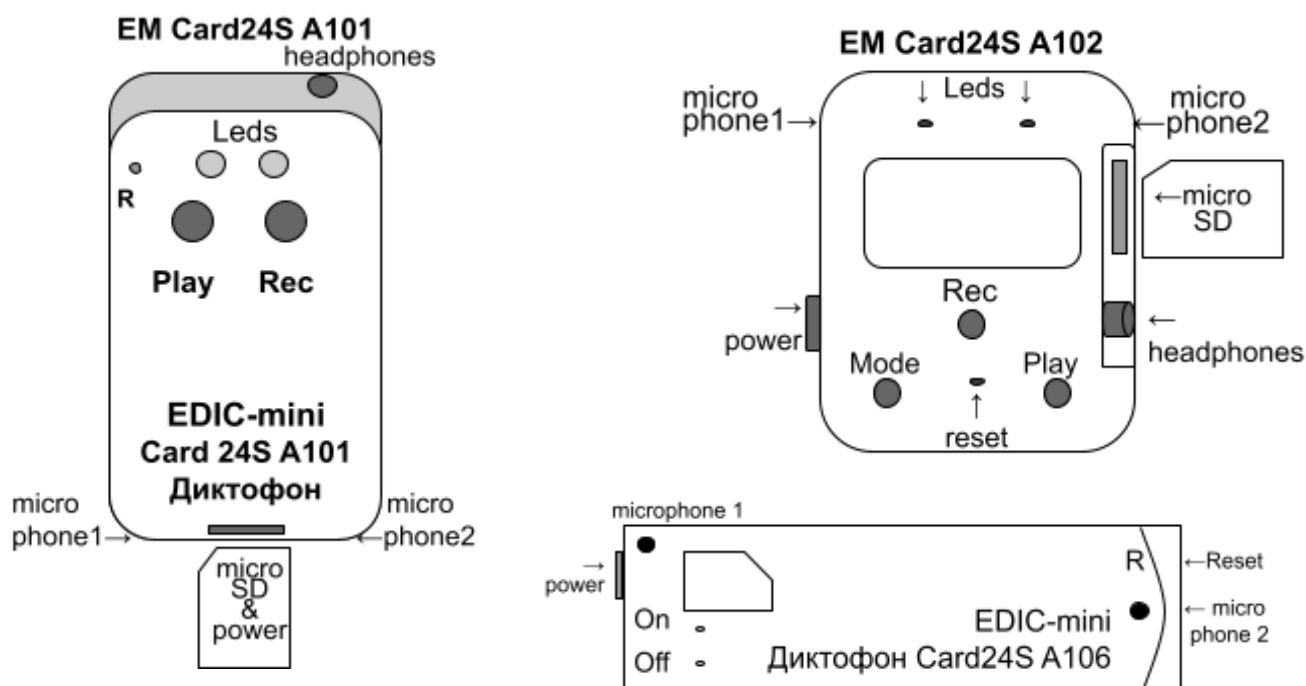 EM Card24S A101
headphones
Leds
R
Play Rec
EDIC-mini
Card 24S A101
Диктофон
micro
phone1→
micro
←phone2
micro
SD
&
power
EM Card24S A102
micro
phone1→
↓ Leds ↓
micro
←phone2
←micro
SD
→
power
Rec
←
headphones
Mode
Play
↑
reset
microphone 1
→
power
R
←Reset
On
Off
EDIC-mini
Диктофон Card24S A106
← micro
phone 2